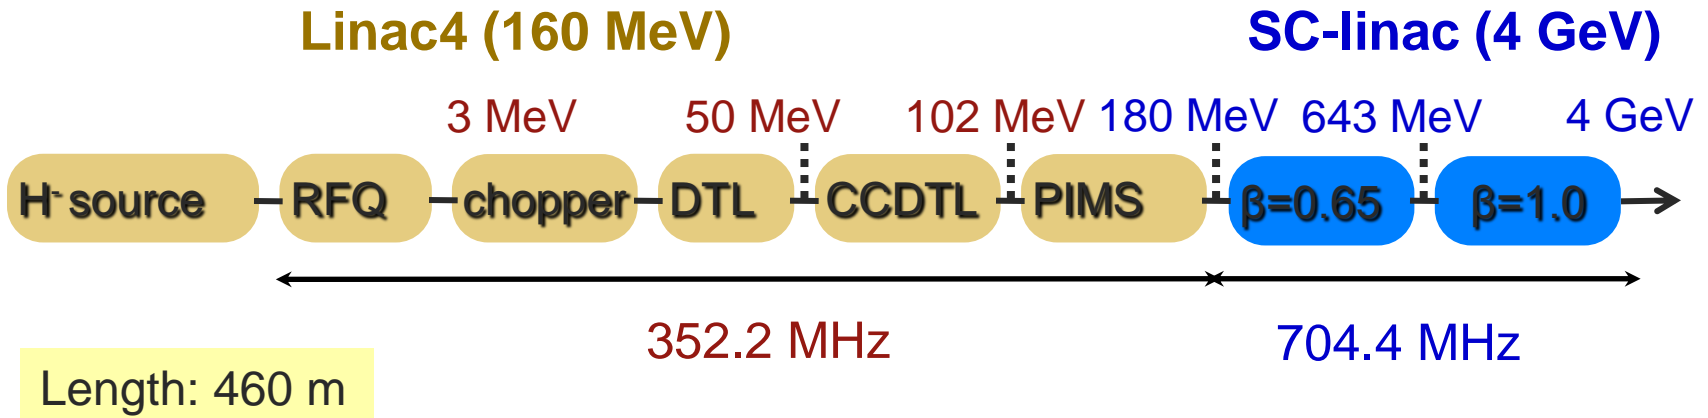 Linac4 (160 MeV) SC-linac (4 GeV)
3 MeV 50 MeV 102 MeV 180 MeV 643 MeV 4 GeV
H- source RFQ chopper DTL CCDTL PIMS β=0.65 β=1.0
352.2 MHz 704.4 MHz
Length: 460 m